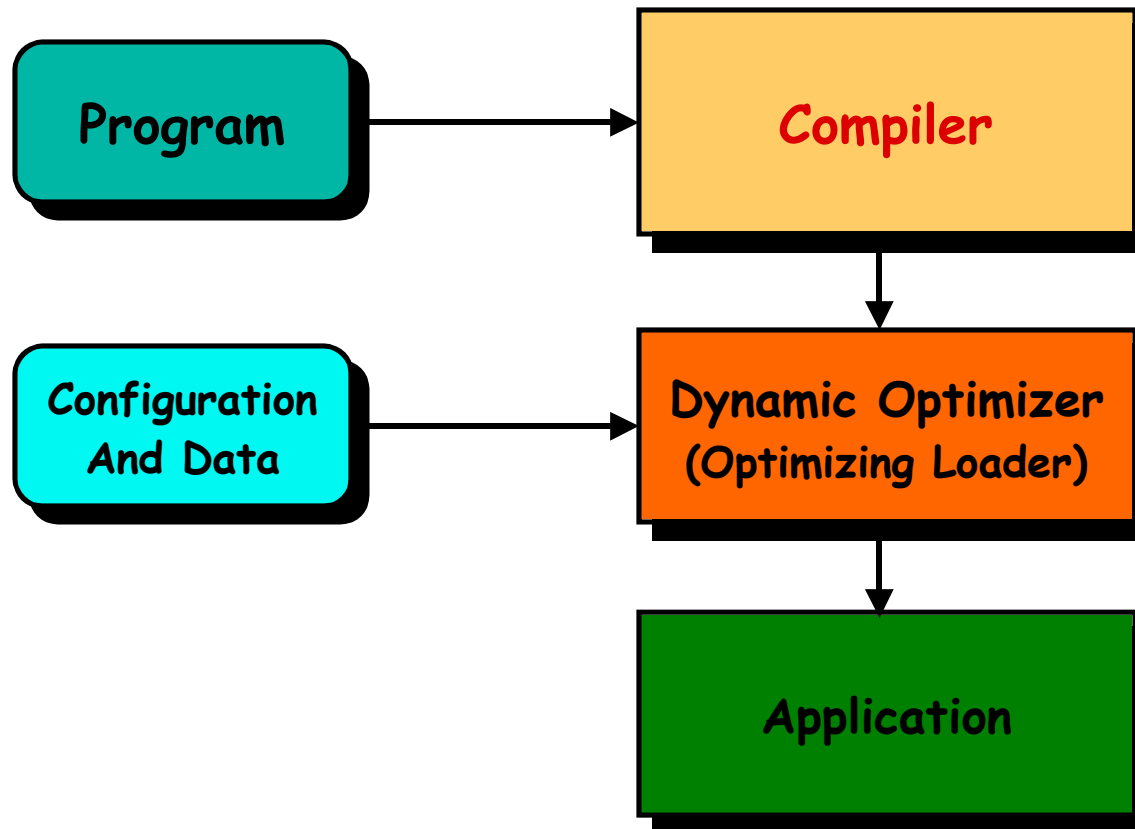 Program
Compiler
Configuration
And Data
Dynamic Optimizer
(Optimizing Loader)
Application